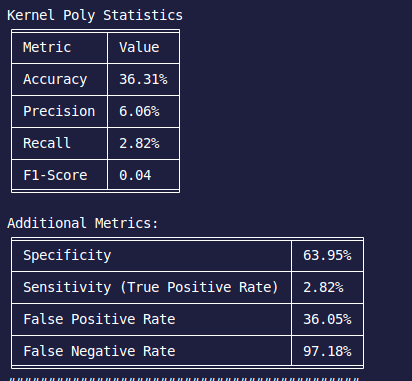 Kernel Poly Statistics
Metric Value
Accuracy 36.31%
Precision 6.06%
Recall 2.82%
F1-Score 0.04
Additional Metrics:
Specificity 63.95%
Sensitivity (True Positive Rate) 2.82%
False Positive Rate 36.05%
False Negative Rate 97.18%